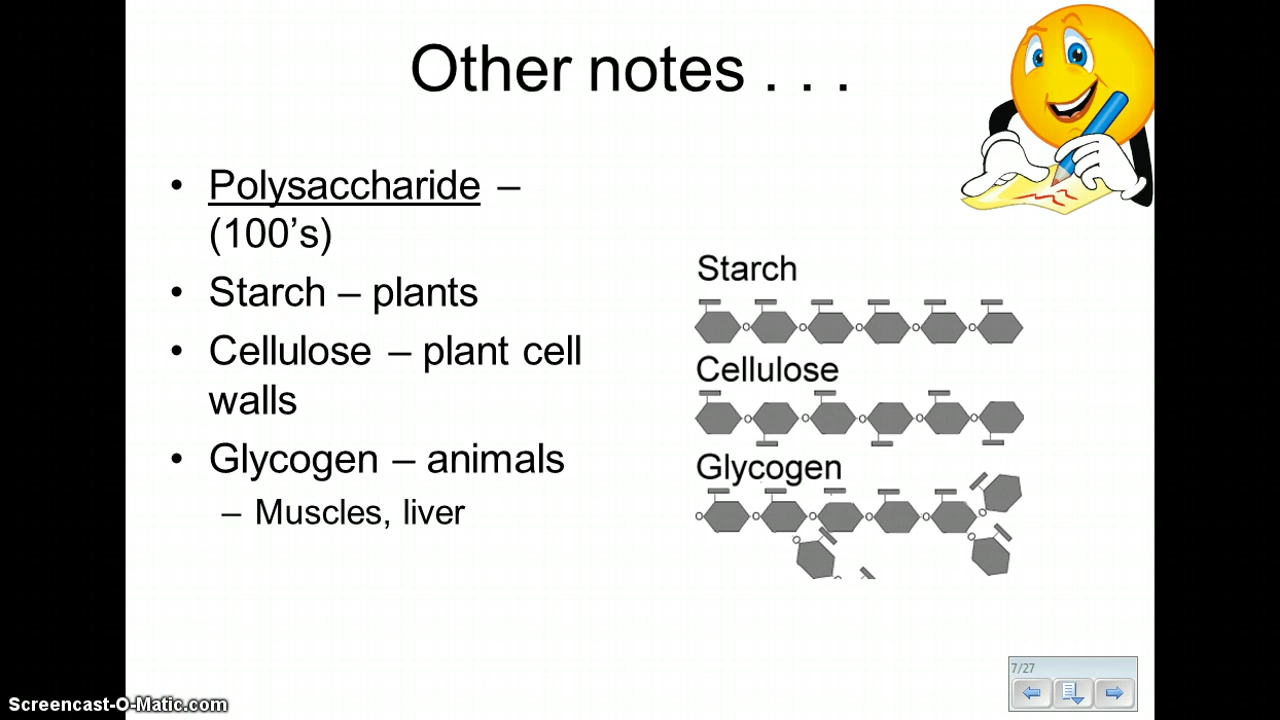 Other notes . . .
• Polysaccharide –
(100's)
• Starch – plants
• Cellulose – plant cell
walls
• Glycogen – animals
– Muscles, liver
Starch
Cellulose
Glycogen
7/27
Screencast-O-Matic.com